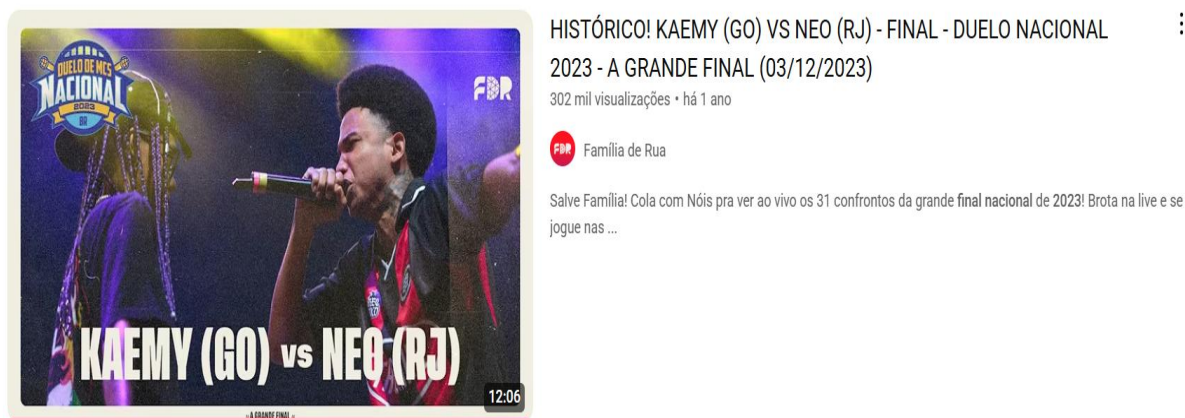 DUELO DE MCS
NACIONAL
2023
BR
FDR
KAEMY (GO) vs NEO (RJ)
12:06
A GRANDE FINAL
HISTÓRICO! KAEMY (GO) VS NEO (RJ) - FINAL - DUELO NACIONAL
2023 - A GRANDE FINAL (03/12/2023)
302 mil visualizações • há 1 ano
FDR
Família de Rua
Salve Família! Cola com Nóis pra ver ao vivo os 31 confrontos da grande final nacional de 2023! Brota na live e se
jogue nas ...